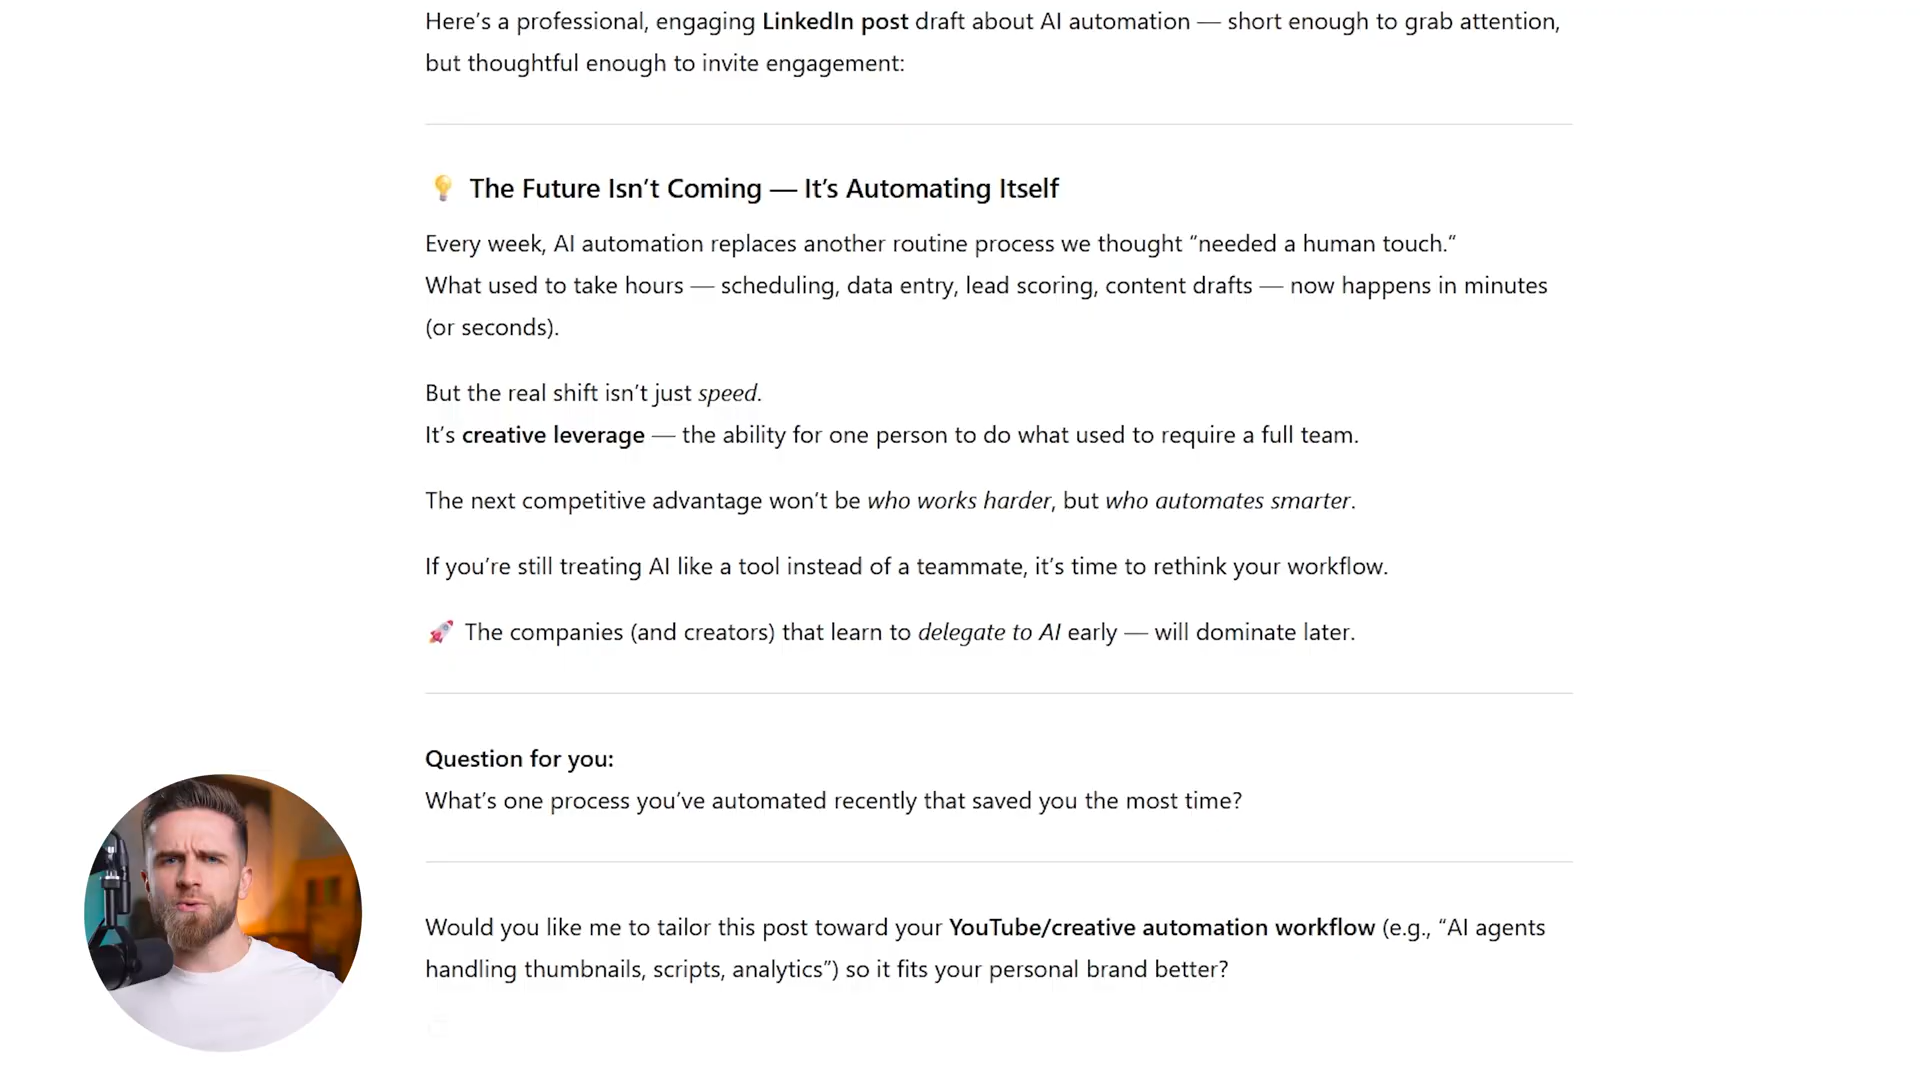 Here’s a professional, engaging LinkedIn post draft about AI automation — short enough to grab attention,
but thoughtful enough to invite engagement:
💡 The Future Isn’t Coming — It’s Automating Itself
Every week, AI automation replaces another routine process we thought “needed a human touch.”
What used to take hours — scheduling, data entry, lead scoring, content drafts — now happens in minutes
(or seconds).
But the real shift isn’t just speed.
It’s creative leverage — the ability for one person to do what used to require a full team.
The next competitive advantage won’t be who works harder, but who automates smarter.
If you’re still treating AI like a tool instead of a teammate, it’s time to rethink your workflow.
🚀 The companies (and creators) that learn to delegate to AI early — will dominate later.
Question for you:
What’s one process you’ve automated recently that saved you the most time?
Would you like me to tailor this post toward your YouTube/creative automation workflow (e.g., “AI agents
handling thumbnails, scripts, analytics”) so it fits your personal brand better?